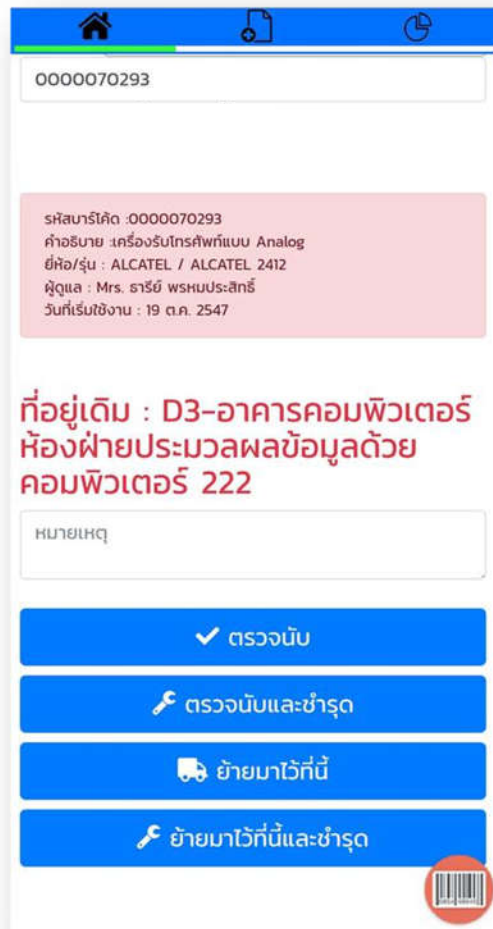 0000070293
รหัสบาร์โค้ด :0000070293
คำอธิบาย :เครื่องรับโทรศัพท์แบบ Analog
ยี่ห้อ/รุ่น : ALCATEL / ALCATEL 2412
ผู้ดูแล : Mrs. ธารีย์ พรหมประสิทธิ์
วันที่เริ่มใช้งาน : 19 ต.ค. 2547
ที่อยู่เดิม : D3-อาคารคอมพิวเตอร์
ห้องฝ่ายประมวลผลข้อมูลด้วย
คอมพิวเตอร์ 222
หมายเหตุ
ตรวจนับ
ตรวจนับและชำรุด
ย้ายมาไว้ที่นี้
ย้ายมาไว้ที่นี้และชำรุด